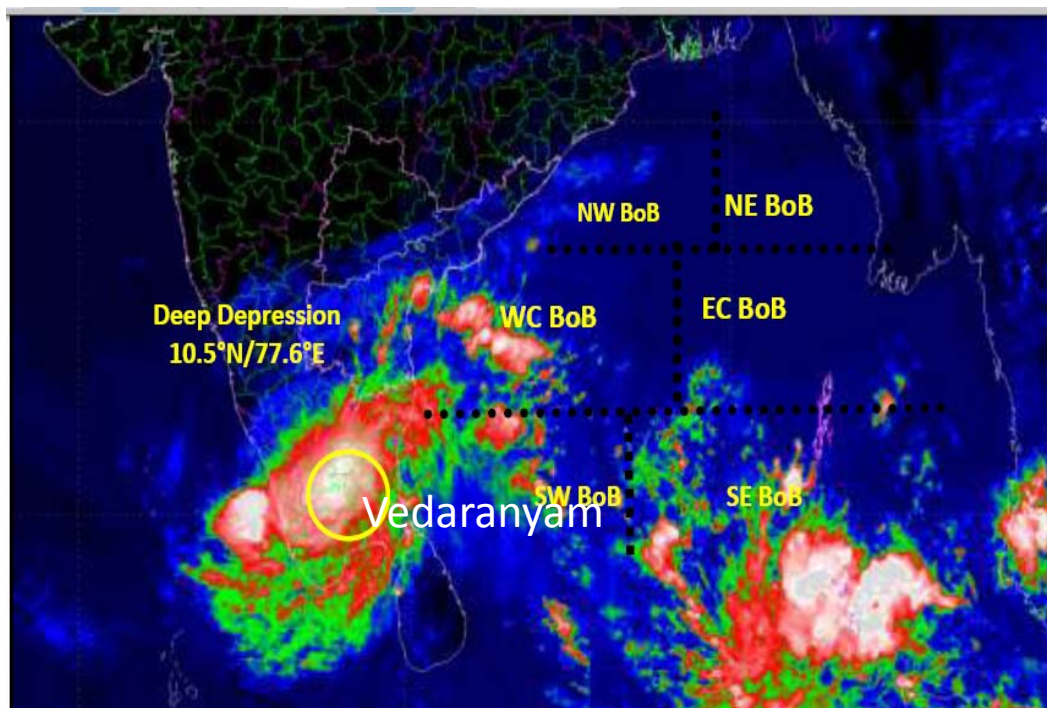 NW BoB
NE BoB
Deep Depression
10.5°N/77.6°E
WC BoB
EC BoB
SW BoB
SE BoB
Vedaranyam